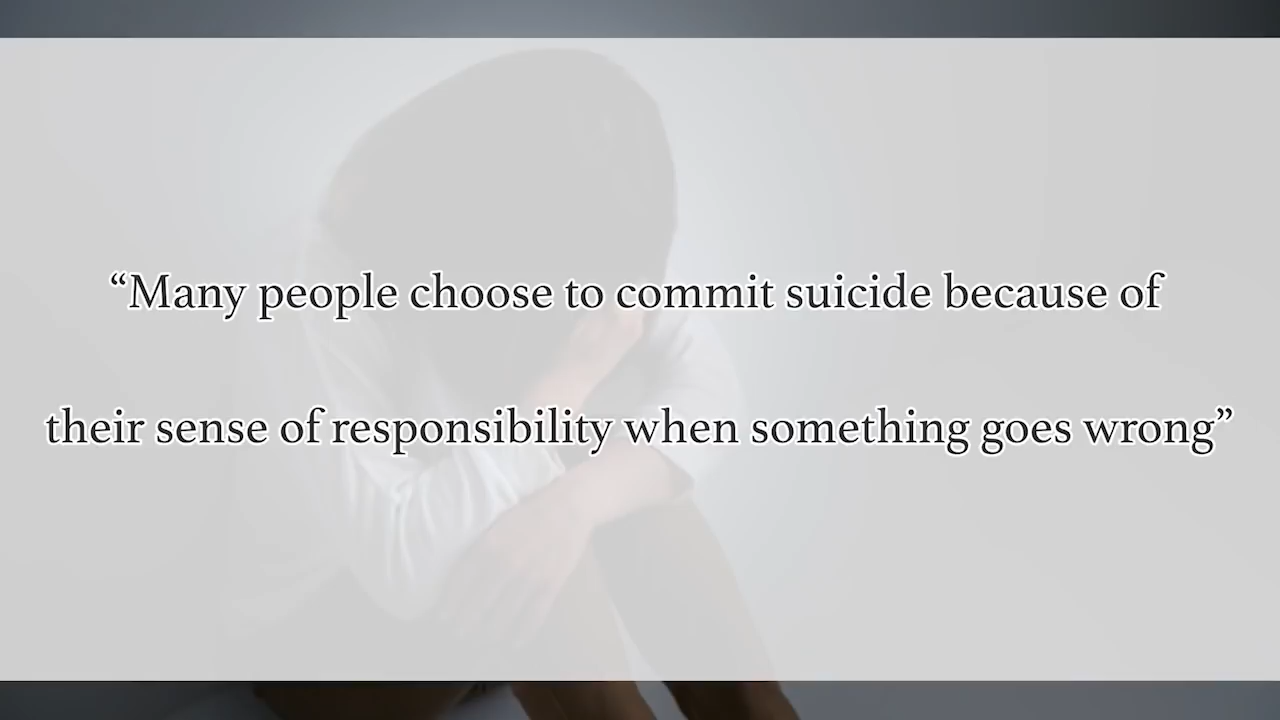 “Many people choose to commit suicide because of
their sense of responsibility when something goes wrong”